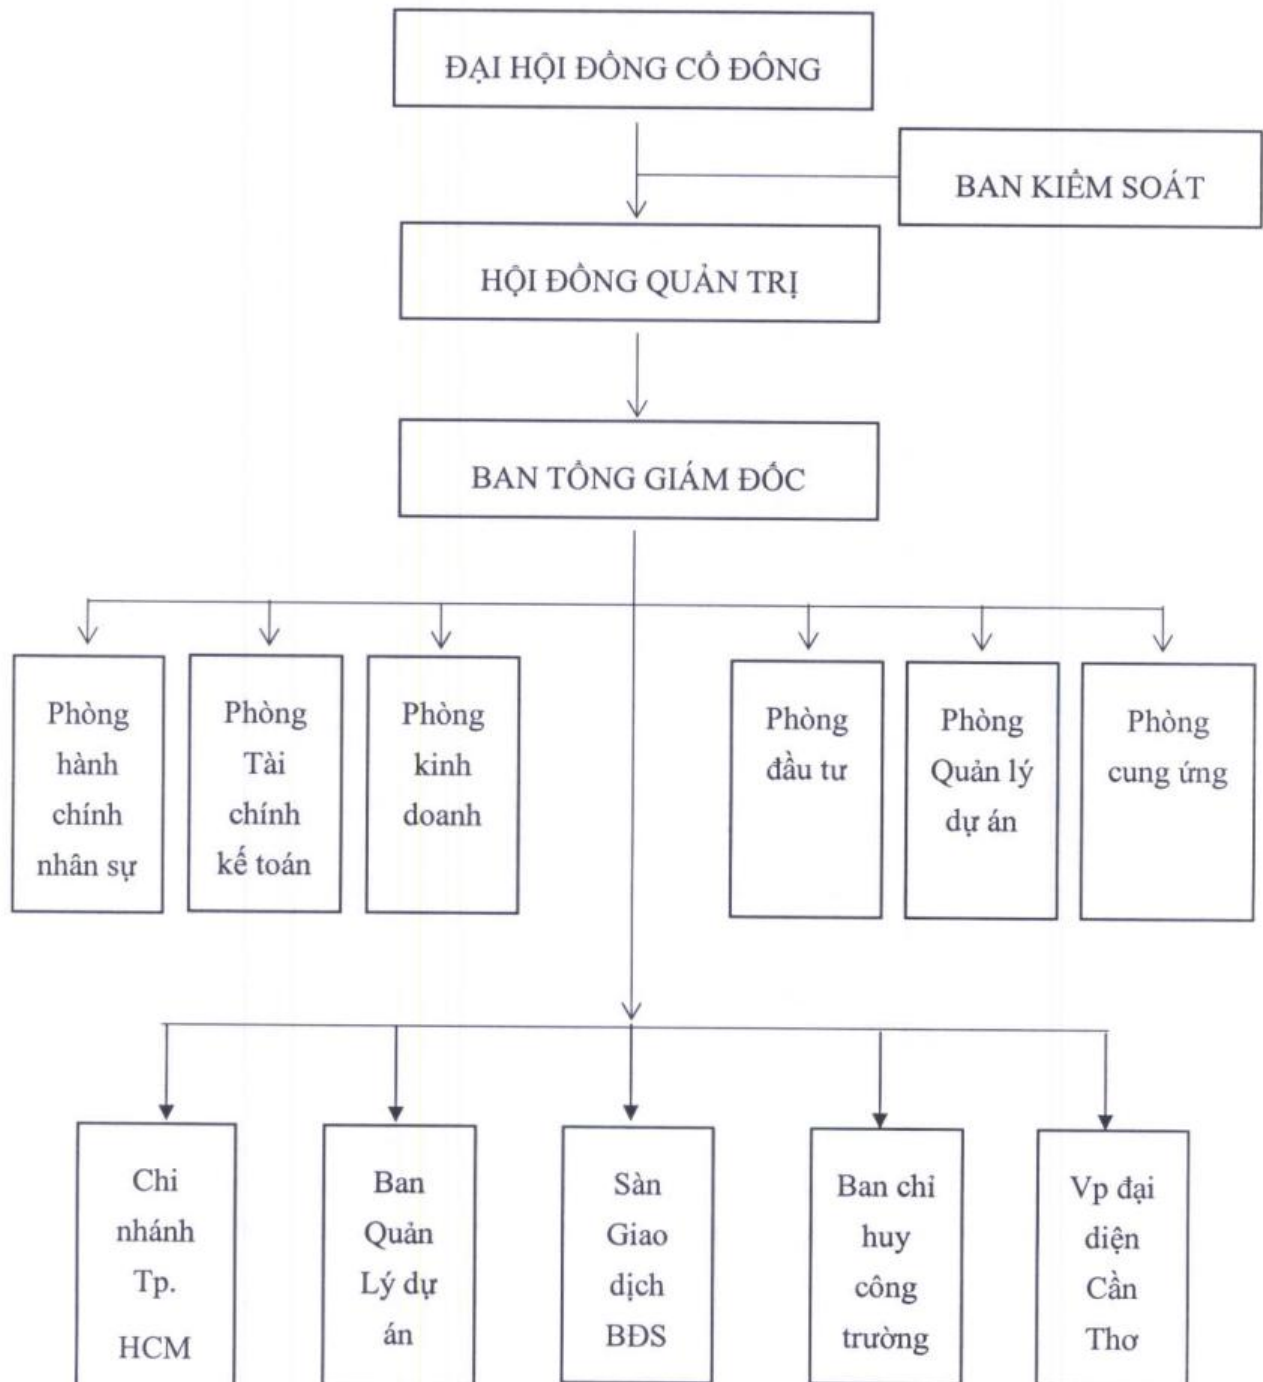 ĐẠI HỘI ĐỒNG CỔ ĐÔNG
BAN KIỂM SOÁT
HỘI ĐỒNG QUẢN TRỊ
BAN TỔNG GIÁM ĐỐC
Phòng
hành
chính
nhân sự
Phòng
Tài
chính
kế toán
Phòng
kinh
doanh
Phòng
đầu tư
Phòng
Quản lý
dự án
Phòng
cung ứng
Chi
nhánh
Tp.
HCM
Ban
Quản
Lý dự
án
Sàn
Giao
dịch
BĐS
Ban chỉ
huy
công
trường
Vp đại
diện
Cần
Thơ